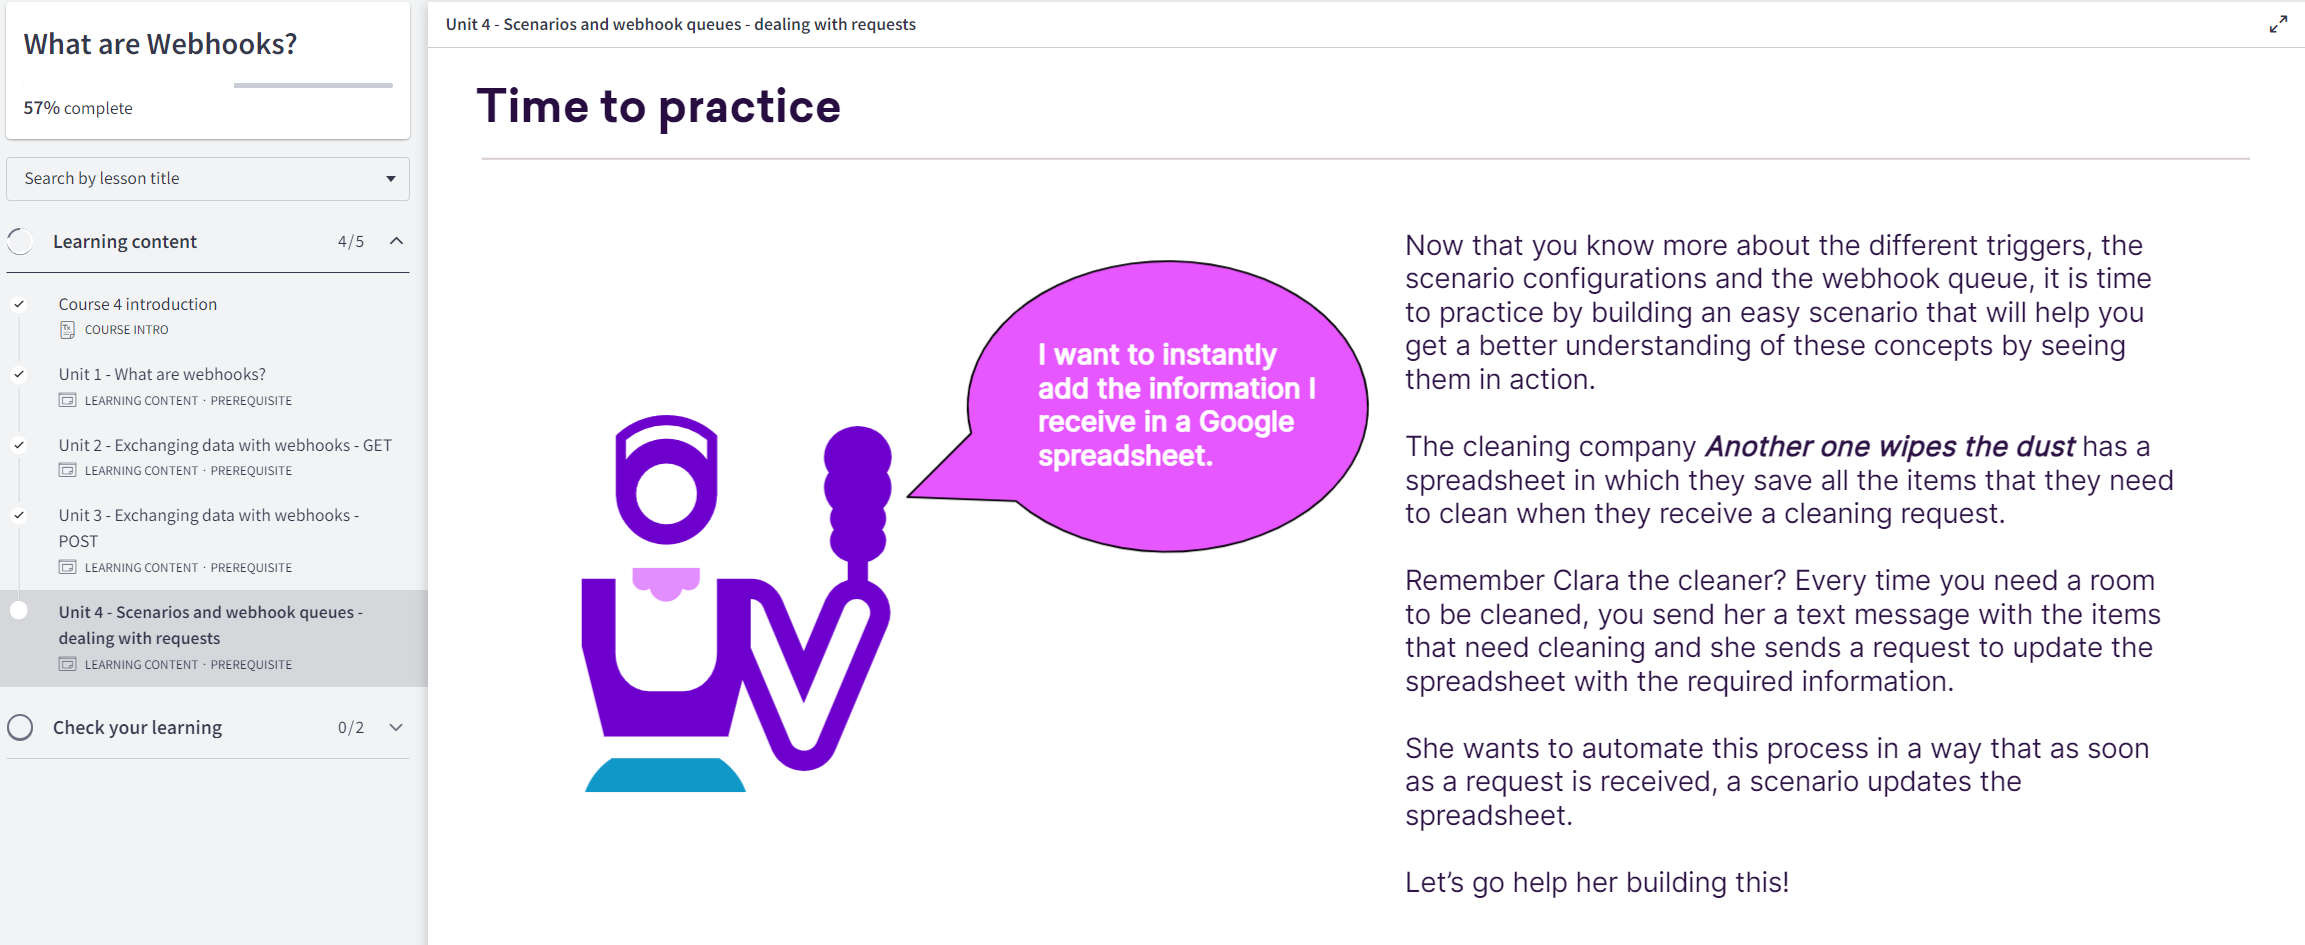 What are Webhooks?
57% complete
Search by lesson title
Learning content 4/5
Course 4 introduction
COURSE INTRO
Unit 1 - What are webhooks?
LEARNING CONTENT · PREREQUISITE
Unit 2 - Exchanging data with webhooks - GET
LEARNING CONTENT · PREREQUISITE
Unit 3 - Exchanging data with webhooks -
POST
LEARNING CONTENT · PREREQUISITE
Unit 4 - Scenarios and webhook queues -
dealing with requests
LEARNING CONTENT · PREREQUISITE
Check your learning 0/2
Unit 4 - Scenarios and webhook queues - dealing with requests
Time to practice
I want to instantly
add the information I
receive in a Google
spreadsheet.
Now that you know more about the different triggers, the
scenario configurations and the webhook queue, it is time
to practice by building an easy scenario that will help you
get a better understanding of these concepts by seeing
them in action.
The cleaning company Another one wipes the dust has a
spreadsheet in which they save all the items that they need
to clean when they receive a cleaning request.
Remember Clara the cleaner? Every time you need a room
to be cleaned, you send her a text message with the items
that need cleaning and she sends a request to update the
spreadsheet with the required information.
She wants to automate this process in a way that as soon
as a request is received, a scenario updates the
spreadsheet.
Let's go help her building this!